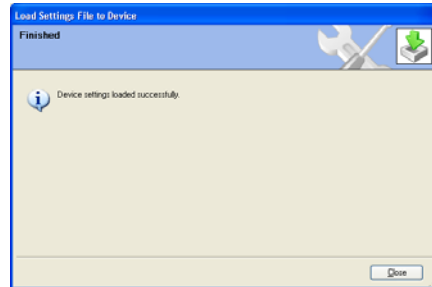 Load Settings File to Device
Finished
Device settings loaded successfully.
Close